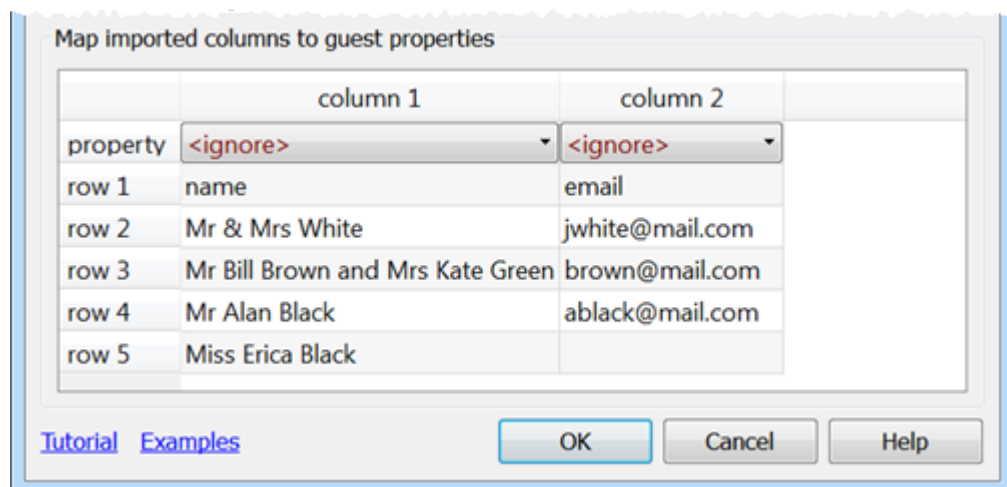 Map imported columns to guest properties
column 1 column 2
property <ignore> <ignore>
row 1 name email
row 2 Mr & Mrs White jwhite@mail.com
row 3 Mr Bill Brown and Mrs Kate Green brown@mail.com
row 4 Mr Alan Black ablack@mail.com
row 5 Miss Erica Black
Tutorial Examples OK Cancel Help